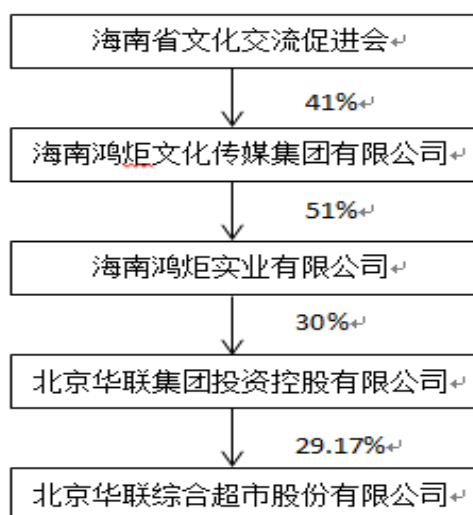 海南省文化交流促进会
41%
海南鸿炬文化传媒集团有限公司
51%
海南鸿炬实业有限公司
30%
北京华联集团投资控股有限公司
29.17%
北京华联综合超市股份有限公司